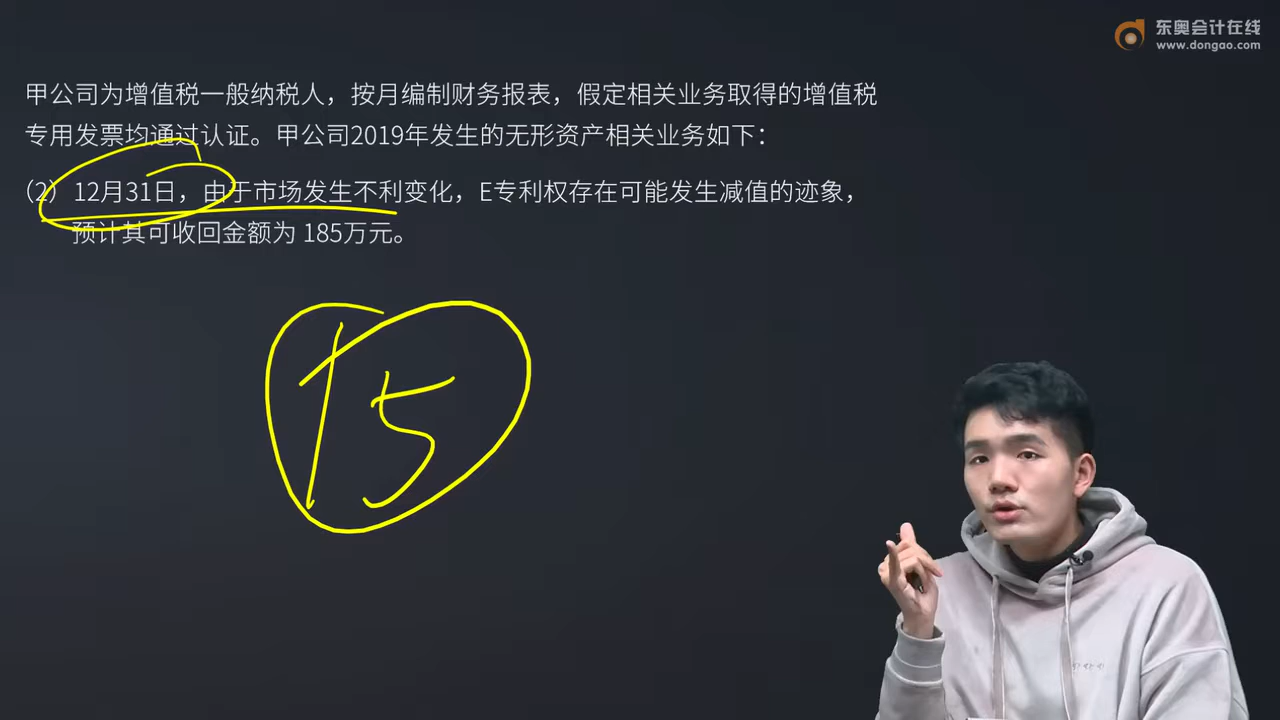 东奥会计在线
www.dongao.com
甲公司为增值税一般纳税人，按月编制财务报表，假定相关业务取得的增值税
专用发票均通过认证。甲公司2019年发生的无形资产相关业务如下：
（2）12月31日，由于市场发生不利变化，E专利权存在可能发生减值的迹象，
预计其可收回金额为 185万元。
15